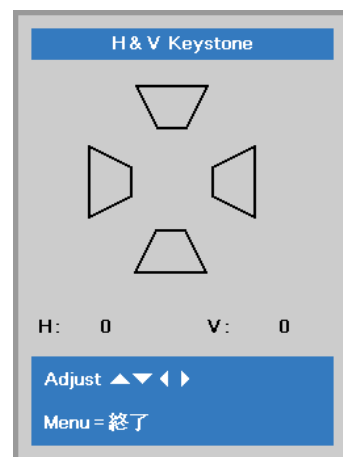 H & V Keystone
H: 0 V: 0
Adjust ▲▼◀▶
Menu = 終了